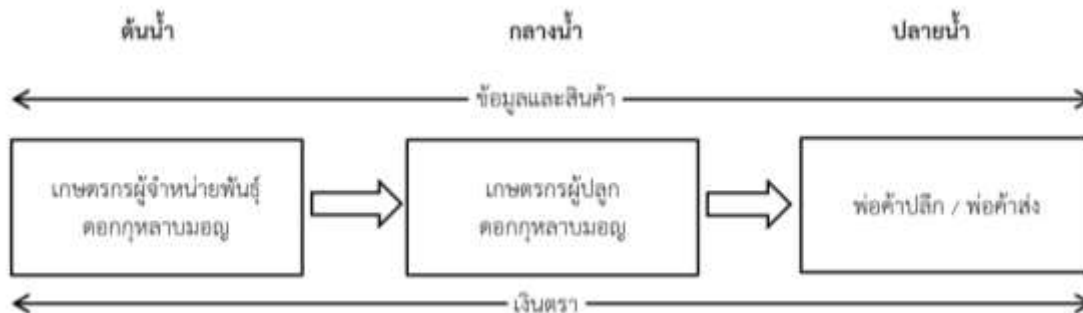 ต้นน้ำ กลางน้ำ ปลายน้ำ
ข้อมูลและสินค้า
เกษตรกรผู้จำหน่ายพันธุ์
ดอกกุหลาบมอญ
เกษตรกรผู้ปลูก
ดอกกุหลาบมอญ
พ่อค้าปลีก / พ่อค้าส่ง
เงินตรา